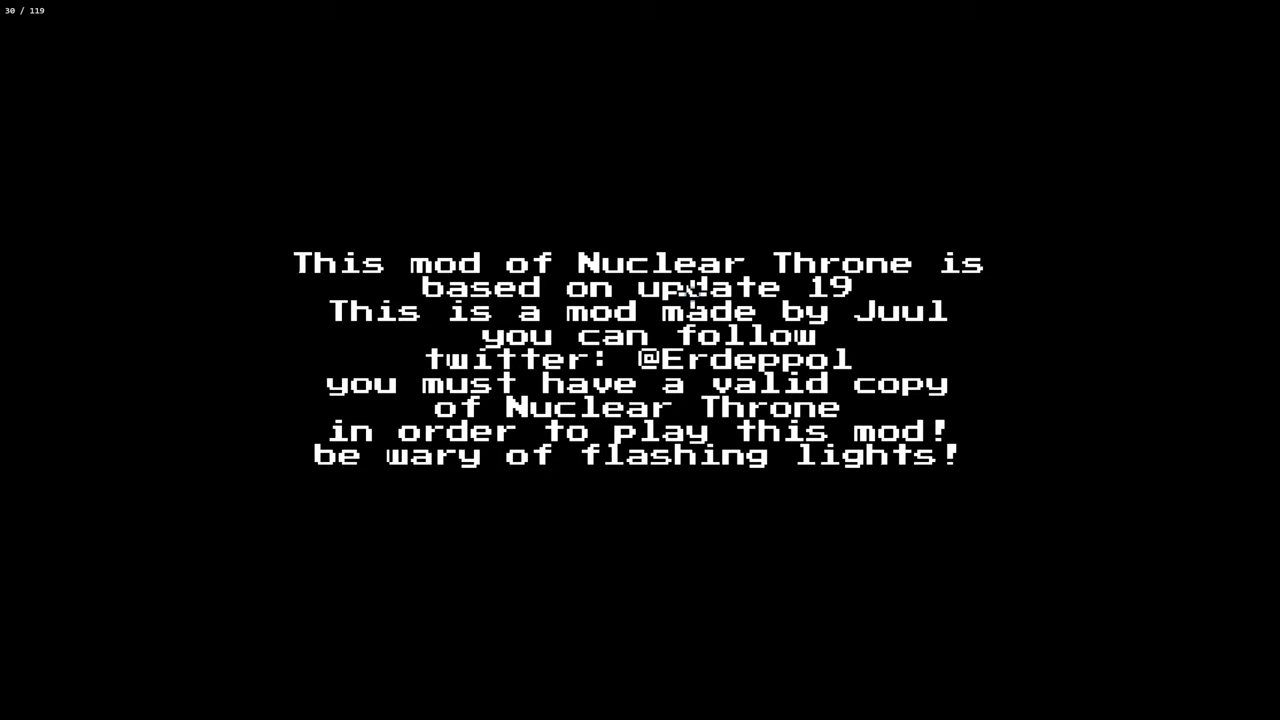 30 / 119
This mod of Nuclear Throne is
based on update 19
This is a mod made by Juul
you can follow
twitter: @Erdeppol
you must have a valid copy
of Nuclear Throne
in order to play this mod!
be wary of flashing lights!